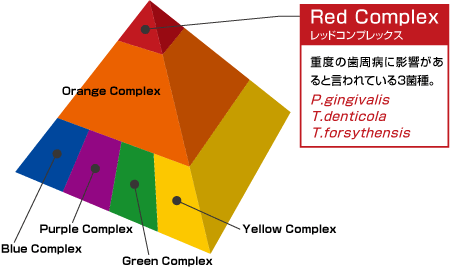 Red Complex
レッドコンプレックス
重度の歯周病に影響があ
ると言われている3菌種。
P.gingivalis
T.denticola
T.forsythensis
Orange Complex
Purple Complex
Yellow Complex
Blue Complex
Green Complex